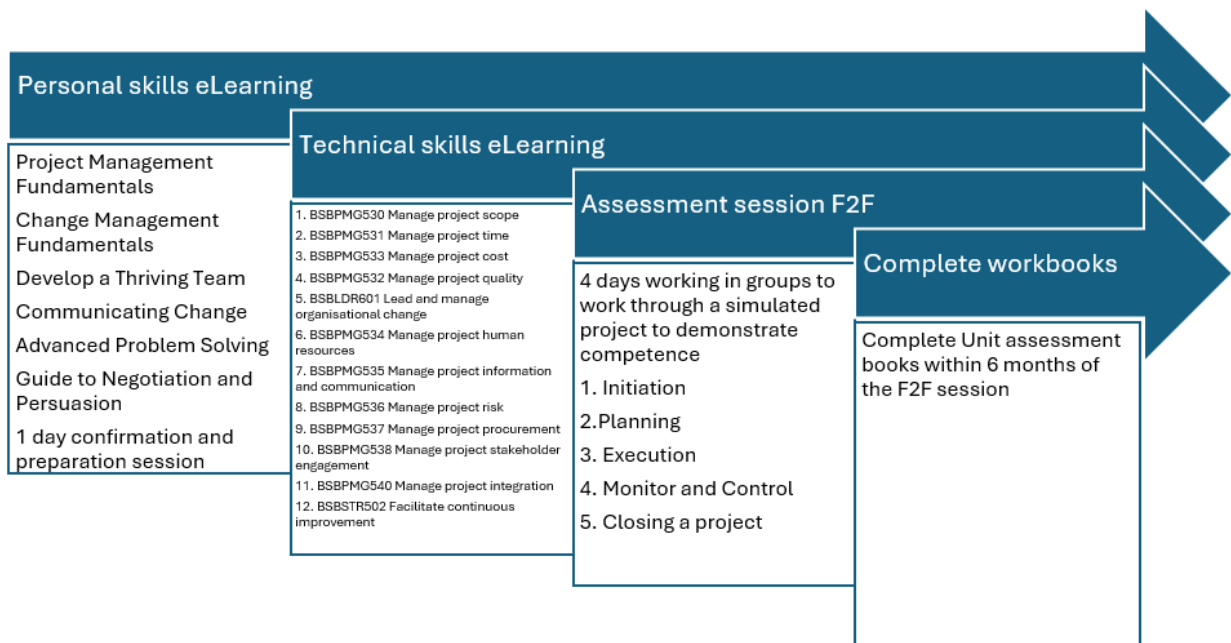 Personal skills eLearning
Project Management
Fundamentals
Change Management
Fundamentals
Develop a Thriving Team
Communicating Change
Advanced Problem Solving
Guide to Negotiation and
Persuasion
1 day confirmation and
preparation session
Technical skills eLearning
1. BSBPMG530 Manage project scope
2. BSBPMG531 Manage project time
3. BSBPMG533 Manage project cost
4. BSBPMG532 Manage project quality
5. BSBLDR601 Lead and manage
organisational change
6. BSBPMG534 Manage project human
resources
7. BSBPMG535 Manage project information
and communication
8. BSBPMG536 Manage project risk
9. BSBPMG537 Manage project procurement
10. BSBPMG538 Manage project stakeholder
engagement
11. BSBPMG540 Manage project integration
12. BSBSTR502 Facilitate continuous
improvement
Assessment session F2F
4 days working in groups to
work through a simulated
project to demonstrate
competence
1. Initiation
2.Planning
3. Execution
4. Monitor and Control
5. Closing a project
Complete workbooks
Complete Unit assessment
books within 6 months of
the F2F session